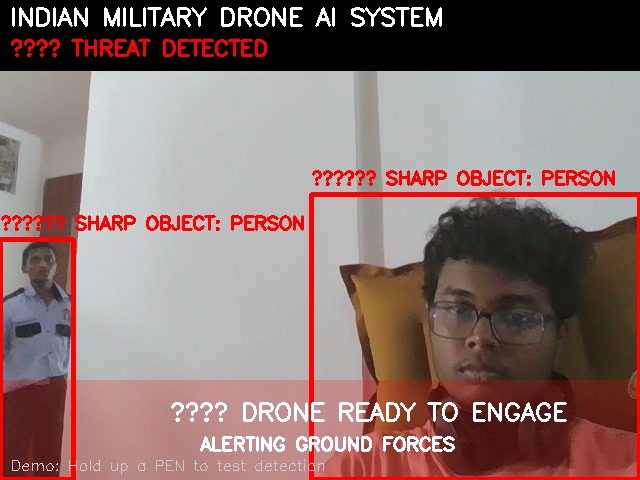 INDIAN MILITARY DRONE AI SYSTEM
???? THREAT DETECTED
?????? SHARP OBJECT: PERSON
?????? SHARP OBJECT: PERSON
???? DRONE READY TO ENGAGE
ALERTING GROUND FORCES
Demo: Hold up a PEN to test detection